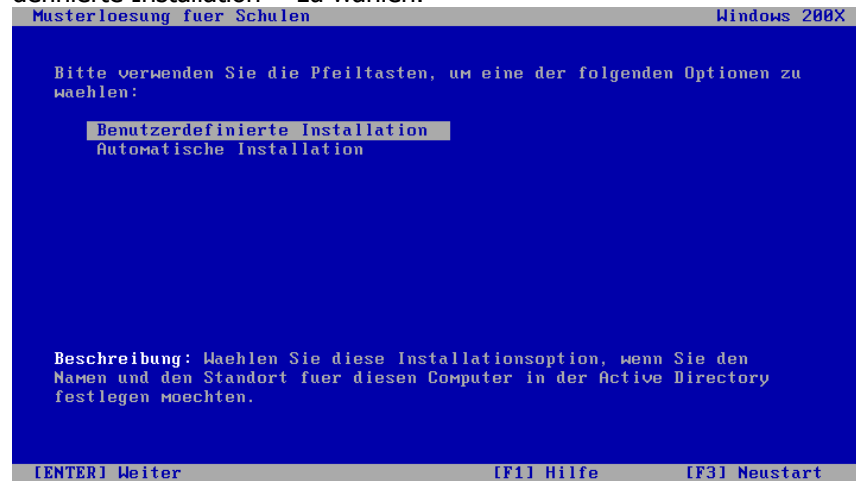 Musterloesung fuer Schulen Windows 200X
Bitte verwenden Sie die Pfeiltasten, um eine der folgenden Optionen zu
waehlen:
Benutzerdefinierte Installation
Automatische Installation
Beschreibung: Waehlen Sie diese Installationsoption, wenn Sie den
Namen und den Standort fuer diesen Computer in der Active Directory
festlegen moechten.
[ENTER] Weiter [F1] Hilfe [F3] Neustart